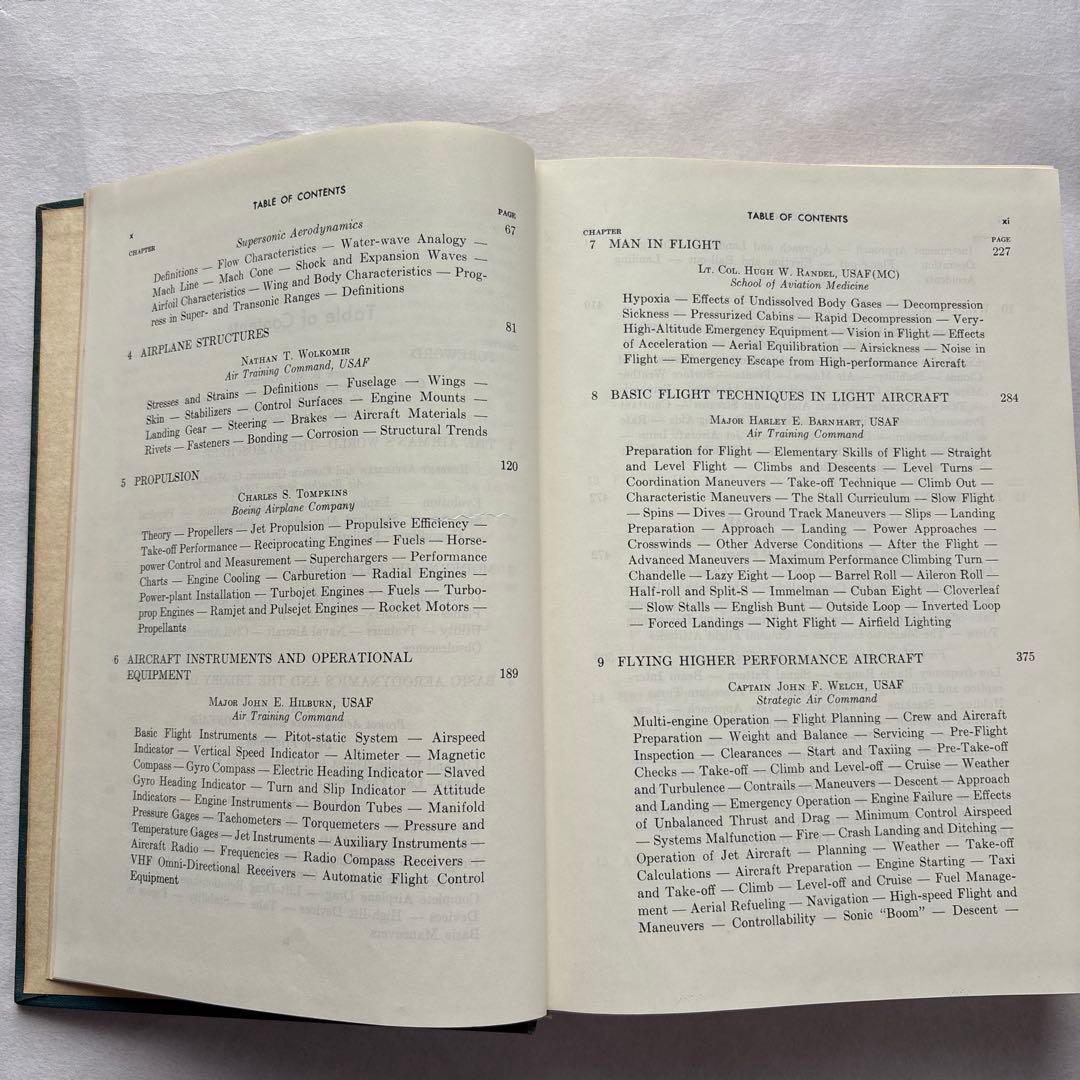 TABLE OF CONTENTS
x
CHAPTER
PAGE
Supersonic Aerodynamics 67
Definitions — Flow Characteristics — Water-wave Analogy —
Mach Line — Mach Cone — Shock and Expansion Waves —
Airfoil Characteristics — Wing and Body Characteristics — Prog-
ress in Super- and Transonic Ranges — Definitions
4 AIRPLANE STRUCTURES 81
NATHAN T. WOLKOMIR
Air Training Command, USAF
Stresses and Strains — Definitions — Fuselage — Wings —
Skin — Stabilizers — Control Surfaces — Engine Mounts —
Landing Gear — Steering — Brakes — Aircraft Materials —
Rivets — Fasteners — Bonding — Corrosion — Structural Trends
5 PROPULSION 120
CHARLES S. TOMPKINS
Boeing Airplane Company
Theory — Propellers — Jet Propulsion — Propulsive Efficiency —
Take-off Performance — Reciprocating Engines — Fuels — Horse-
power Control and Measurement — Superchargers — Performance
Charts — Engine Cooling — Carburetion — Radial Engines —
Power-plant Installation — Turbojet Engines — Fuels — Turbo-
prop Engines — Ramjet and Pulsejet Engines — Rocket Motors —
Propellants
6 AIRCRAFT INSTRUMENTS AND OPERATIONAL
EQUIPMENT 189
MAJOR JOHN E. HILBURN, USAF
Air Training Command
Basic Flight Instruments — Pitot-static System — Airspeed
Indicator — Vertical Speed Indicator — Altimeter — Magnetic
Compass — Gyro Compass — Electric Heading Indicator — Slaved
Gyro Heading Indicator — Turn and Slip Indicator — Attitude
Indicators — Engine Instruments — Bourdon Tubes — Manifold
Pressure Gages — Tachometers — Torquemeters — Pressure and
Temperature Gages — Jet Instruments — Auxiliary Instruments —
Aircraft Radio — Frequencies — Radio Compass Receivers —
VHF Omni-Directional Receivers — Automatic Flight Control
Equipment
TABLE OF CONTENTS
xi
CHAPTER
PAGE
7 MAN IN FLIGHT 227
LT. COL. HUGH W. RANDEL, USAF(MC)
School of Aviation Medicine
Hypoxia — Effects of Undissolved Body Gases — Decompression
Sickness — Pressurized Cabins — Rapid Decompression — Very-
High-Altitude Emergency Equipment — Vision in Flight — Effects
of Acceleration — Aerial Equilibration — Airsickness — Noise in
Flight — Emergency Escape from High-performance Aircraft
8 BASIC FLIGHT TECHNIQUES IN LIGHT AIRCRAFT 284
MAJOR HARLEY E. BARNHART, USAF
Air Training Command
Preparation for Flight — Elementary Skills of Flight — Straight
and Level Flight — Climbs and Descents — Level Turns —
Coordination Maneuvers — Take-off Technique — Climb Out —
Characteristic Maneuvers — The Stall Curriculum — Slow Flight
— Spins — Dives — Ground Track Maneuvers — Slips — Landing
Preparation — Approach — Landing — Power Approaches —
Crosswinds — Other Adverse Conditions — After the Flight —
Advanced Maneuvers — Maximum Performance Climbing Turn —
Chandelle — Lazy Eight — Loop — Barrel Roll — Aileron Roll —
Half-roll and Split-S — Immelman — Cuban Eight — Cloverleaf
— Slow Stalls — English Bunt — Outside Loop — Inverted Loop
— Forced Landings — Night Flight — Airfield Lighting
9 FLYING HIGHER PERFORMANCE AIRCRAFT 375
CAPTAIN JOHN F. WELCH, USAF
Strategic Air Command
Multi-engine Operation — Flight Planning — Crew and Aircraft
Preparation — Weight and Balance — Servicing — Pre-Flight
Inspection — Clearances — Start and Taxiing — Pre-Take-off
Checks — Take-off — Climb and Level-off — Cruise — Weather
and Turbulence — Contrails — Maneuvers — Descent — Approach
and Landing — Emergency Operation — Engine Failure — Effects
of Unbalanced Thrust and Drag — Minimum Control Airspeed
— Systems Malfunction — Fire — Crash Landing and Ditching —
Operation of Jet Aircraft — Planning — Weather — Take-off
Calculations — Aircraft Preparation — Engine Starting — Taxi
and Take-off — Climb — Level-off and Cruise — Fuel Manage-
ment — Aerial Refueling — Navigation — High-speed Flight and
Maneuvers — Controllability — Sonic "Boom" — Descent —